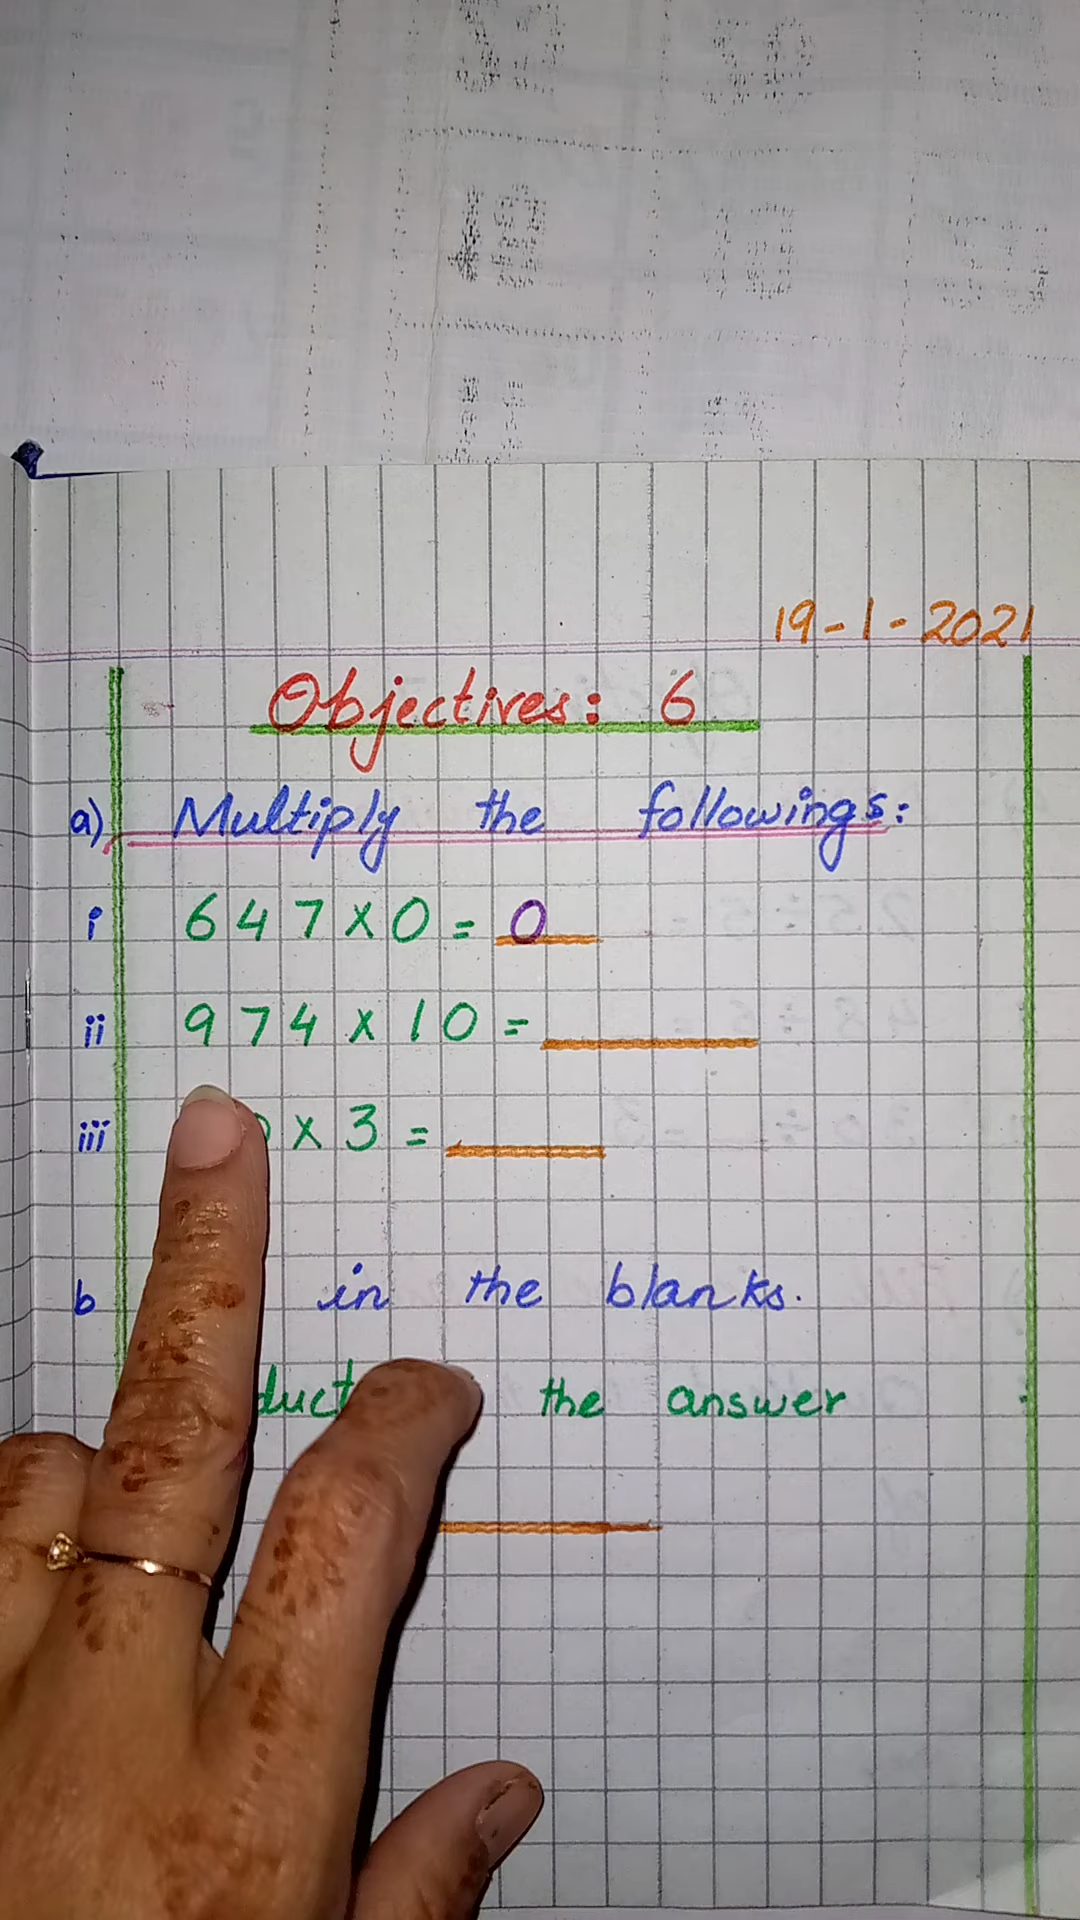 19-1-2021
Objectives: 6
a) Multiply the followings:
i 647 x 0 = 0
ii 974 x 10 =
iii x 3 =
b in the blanks.
the answer